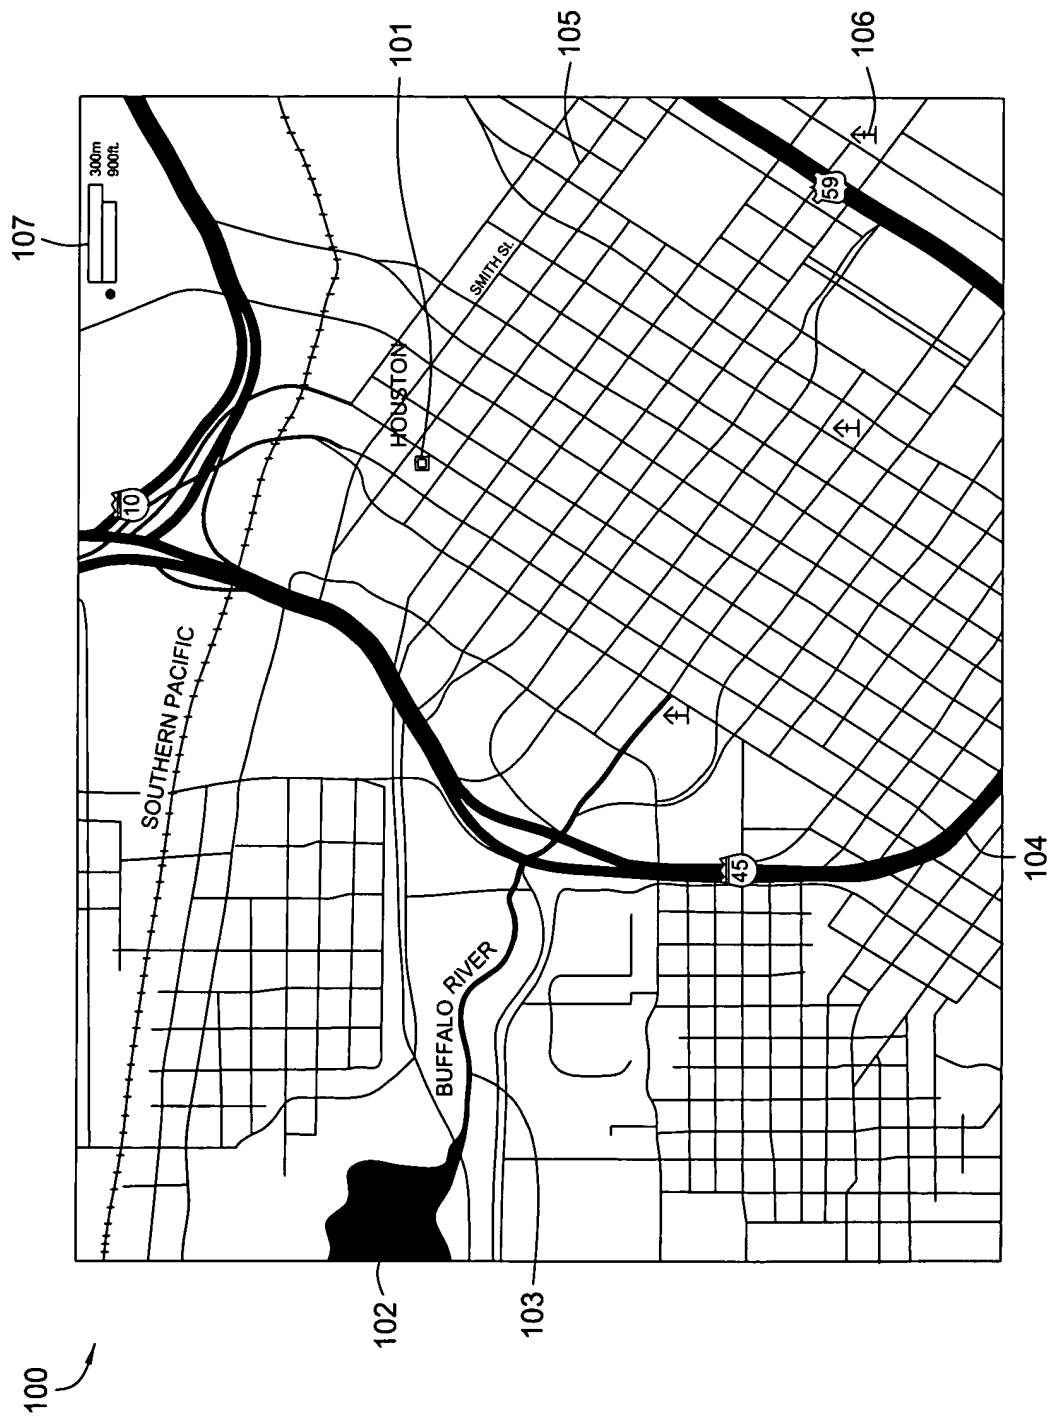 100
102
103
SOUTHERN PACIFIC
BUFFALO RIVER
104
45
10
HOUSTON
SMITH St.
59
107
300m
900ft.
101
105
106